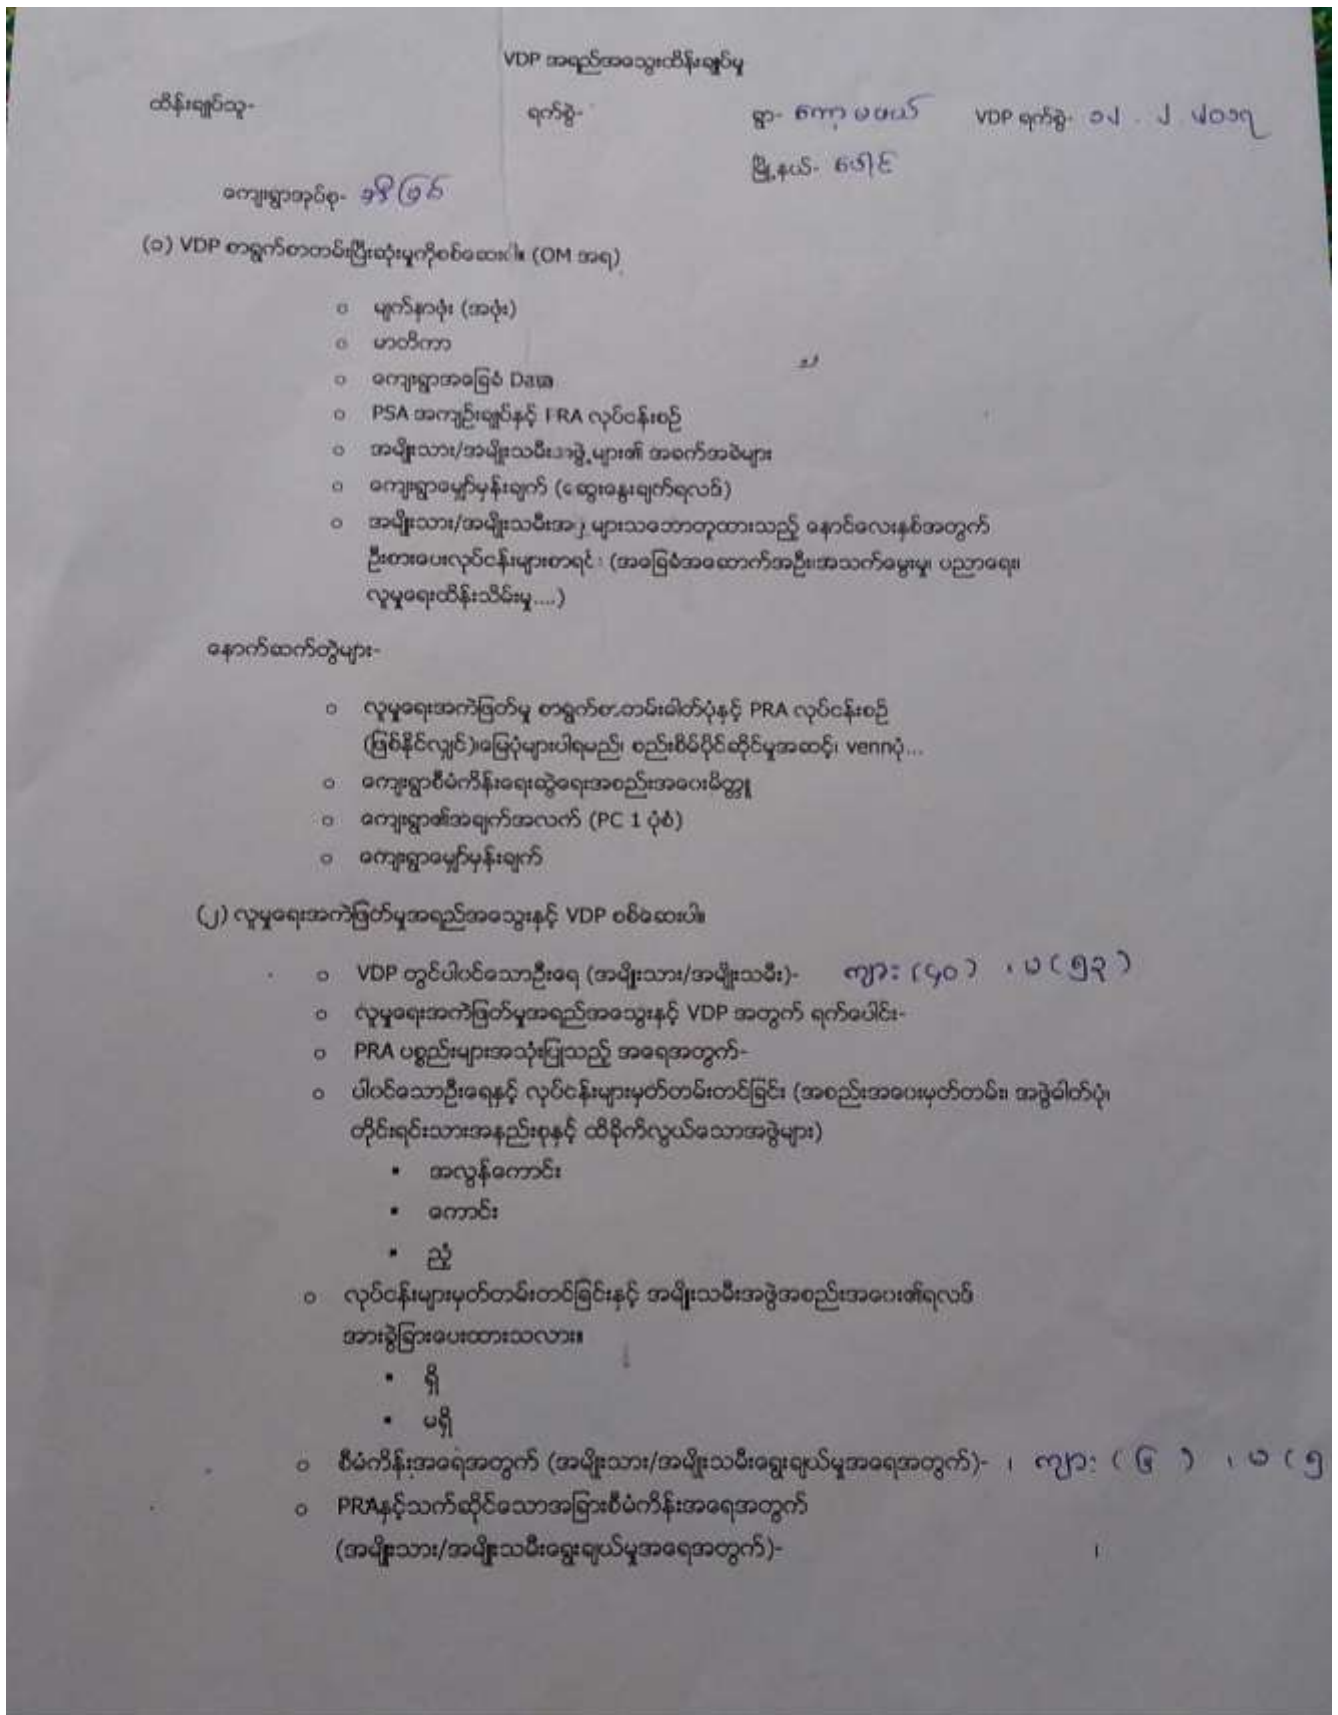 VDP အရည်အသွေးထိန်းချုပ်မှု
ထိန်းချုပ်သူ- ရက်စွဲ- ရွာ- ကော့မဖယ် VDP ရက်စွဲ- ၁၂ . ၂ . ၂၀၁၇
မြို့နယ်- ပေါင်
ကျေးရွာအုပ်စု-
(၁) VDP စာရွက်စာတမ်းပြီးဆုံးမှုကိုစစ်ဆေးပါ။ (OM အရ)
○ မျက်နှာဖုံး (အဖုံး)
○ မာတိကာ
○ ကျေးရွာအခြေခံ Data
○ PSA အကျဉ်းချုပ်နှင့် FRA လုပ်ငန်းစဉ်
○ အမျိုးသား/အမျိုးသမီးအဖွဲ့များ၏ အခက်အခဲများ
○ ကျေးရွာမျှော်မှန်းချက် (ဆွေးနွေးချက်ရလဒ်)
○ အမျိုးသား/အမျိုးသမီးအ များသဘောတူထားသည့် နောင်လေးနှစ်အတွက်
ဦးစားပေးလုပ်ငန်းများစာရင်း (အခြေခံအဆောက်အဦး၊အသက်မွေးမှု၊ ပညာရေး၊
လူမှုရေးထိန်းသိမ်းမှု....)
နောက်ဆက်တွဲများ-
○ လူမှုရေးအကဲဖြတ်မှု စာရွက်စာတမ်းဓါတ်ပုံနှင့် PRA လုပ်ငန်းစဉ်
(ဖြစ်နိုင်လျှင်)၊မြေပုံများပါရမည်၊ စည်းစိမ်ပိုင်ဆိုင်မှုအဆင့်၊ vennပုံ...
○ ကျေးရွာစီမံကိန်းရေးဆွဲရေးအစည်းအဝေးမိတ္တူ
○ ကျေးရွာ၏အချက်အလက် (PC 1 ပုံစံ)
○ ကျေးရွာမျှော်မှန်းချက်
(၂) လူမှုရေးအကဲဖြတ်မှုအရည်အသွေးနှင့် VDP စစ်ဆေးပါ။
○ VDP တွင်ပါဝင်သောဦးရေ (အမျိုးသား/အမျိုးသမီး)- ကျား (၄၀) ၊ မ (၅၃)
○ လူမှုရေးအကဲဖြတ်မှုအရည်အသွေးနှင့် VDP အတွက် ရက်ပေါင်း-
○ PRA ပစ္စည်းများအသုံးပြုသည့် အရေအတွက်-
○ ပါဝင်သောဦးရေနှင့် လုပ်ငန်းများမှတ်တမ်းတင်ခြင်း (အစည်းအဝေးမှတ်တမ်း၊ အဖွဲ့ဓါတ်ပုံ၊
တိုင်းရင်းသားအနည်းစုနှင့် ထိခိုက်လွယ်သောအဖွဲ့များ)
▪ အလွန်ကောင်း
▪ ကောင်း
▪ ညံ့
○ လုပ်ငန်းများမှတ်တမ်းတင်ခြင်းနှင့် အမျိုးသမီးအဖွဲ့အစည်းအဝေး၏ရလဒ်
အားခွဲခြားပေးထားသလား။
▪ ရှိ
▪ မရှိ
○ စီမံကိန်းအရေအတွက် (အမျိုးသား/အမျိုးသမီးရွေးချယ်မှုအရေအတွက်)- ၊ ကျား (၆) ၊ မ (၅
○ PRAနှင့်သက်ဆိုင်သောအခြားစီမံကိန်းအရေအတွက်
(အမျိုးသား/အမျိုးသမီးရွေးချယ်မှုအရေအတွက်)- ၊